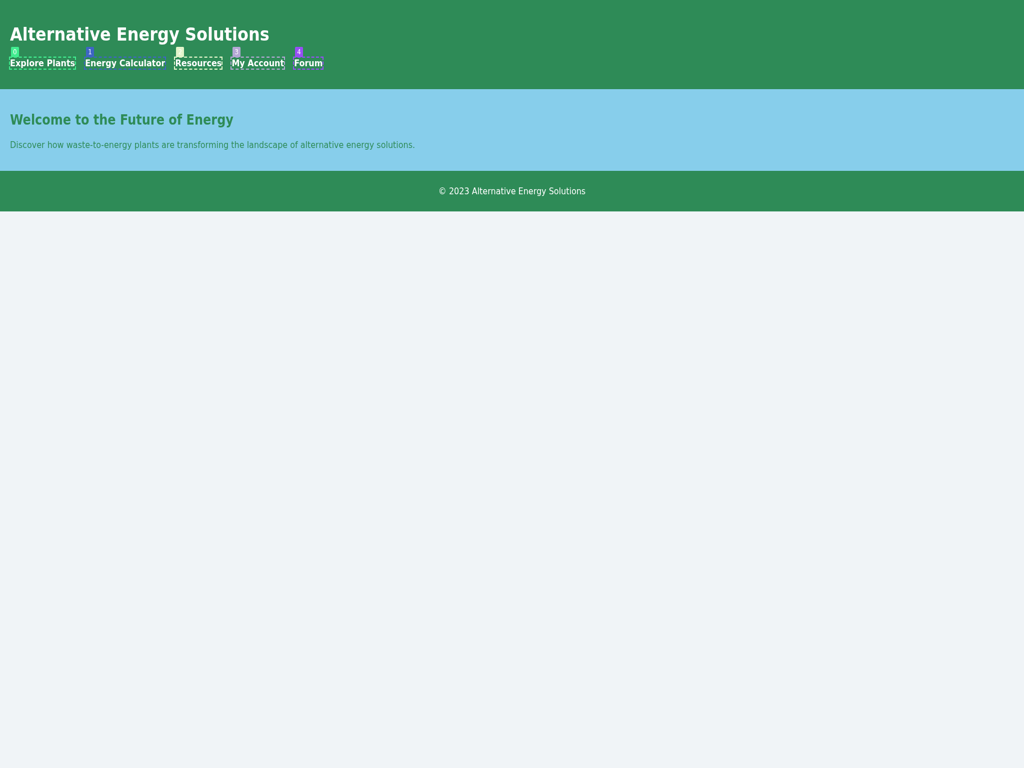 Alternative Energy Solutions
0 1 3 4
Explore Plants Energy Calculator Resources My Account Forum
Welcome to the Future of Energy
Discover how waste-to-energy plants are transforming the landscape of alternative energy solutions.
© 2023 Alternative Energy Solutions